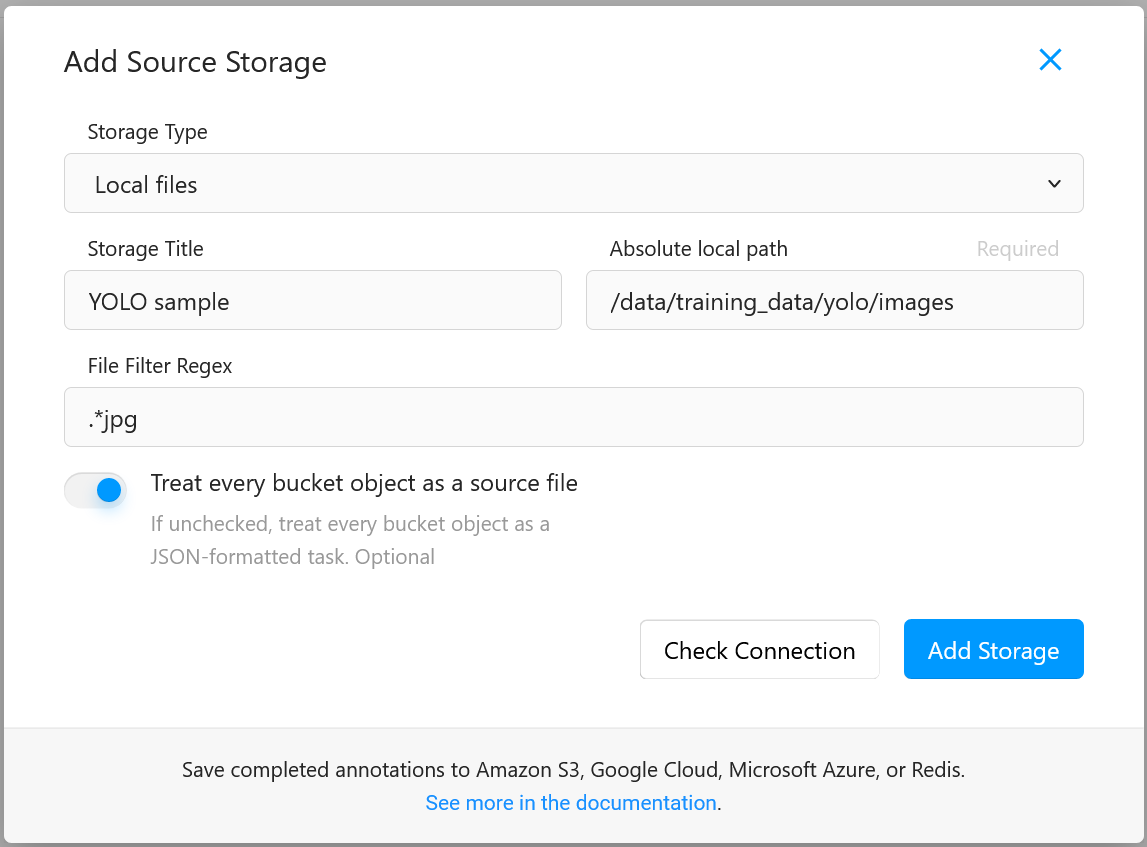 Add Source Storage
Storage Type
Local files
Storage Title
Absolute local path
Required
YOLO sample
/data/training_data/yolo/images
File Filter Regex
.*jpg
Treat every bucket object as a source file
If unchecked, treat every bucket object as a
JSON-formatted task. Optional
Check Connection
Add Storage
Save completed annotations to Amazon S3, Google Cloud, Microsoft Azure, or Redis.
See more in the documentation.